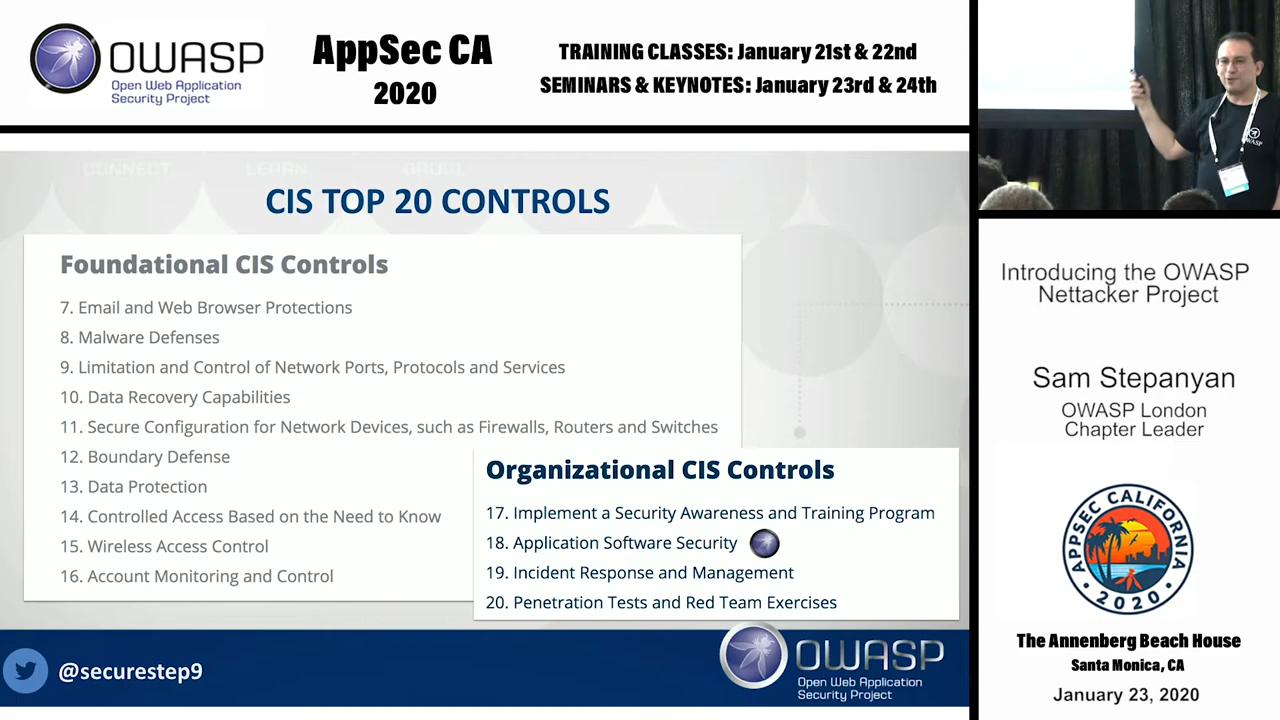 OWASP
Open Web Application
Security Project
AppSec CA
2020
TRAINING CLASSES: January 21st & 22nd
SEMINARS & KEYNOTES: January 23rd & 24th
CONNECT LEARN GROW.
CIS TOP 20 CONTROLS
Foundational CIS Controls
7. Email and Web Browser Protections
8. Malware Defenses
9. Limitation and Control of Network Ports, Protocols and Services
10. Data Recovery Capabilities
11. Secure Configuration for Network Devices, such as Firewalls, Routers and Switches
12. Boundary Defense
13. Data Protection
14. Controlled Access Based on the Need to Know
15. Wireless Access Control
16. Account Monitoring and Control
Organizational CIS Controls
17. Implement a Security Awareness and Training Program
18. Application Software Security
19. Incident Response and Management
20. Penetration Tests and Red Team Exercises
@securestep9
OWASP
Open Web Application
Security Project
OWASP
Introducing the OWASP
Nettacker Project
Sam Stepanyan
OWASP London
Chapter Leader
APPSEC CALIFORNIA
2020
The Annenberg Beach House
Santa Monica, CA
January 23, 2020